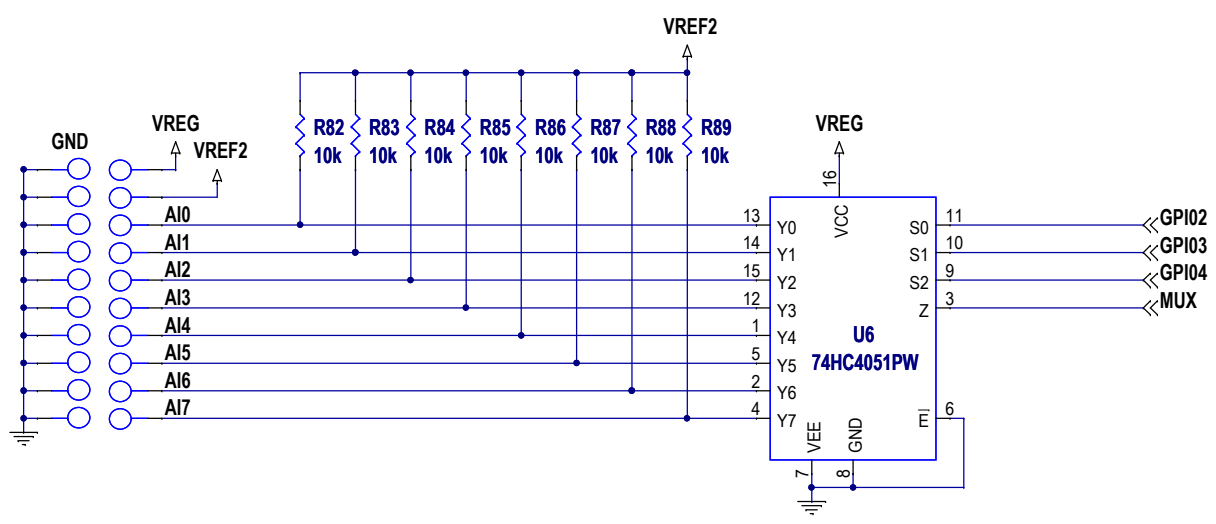 VREF2
R82 R83 R84 R85 R86 R87 R88 R89
10k 10k 10k 10k 10k 10k 10k 10k
GND VREG VREF2
VREG
16
VCC
AI0 13 Y0 S0 11 GPI02
AI1 14 Y1 S1 10 GPI03
AI2 15 Y2 S2 9 GPI04
AI3 12 Y3 Z 3 MUX
AI4 1 Y4
U6
AI5 5 Y5
74HC4051PW
AI6 2 Y6
AI7 4 Y7 E 6
VEE GND
7 8